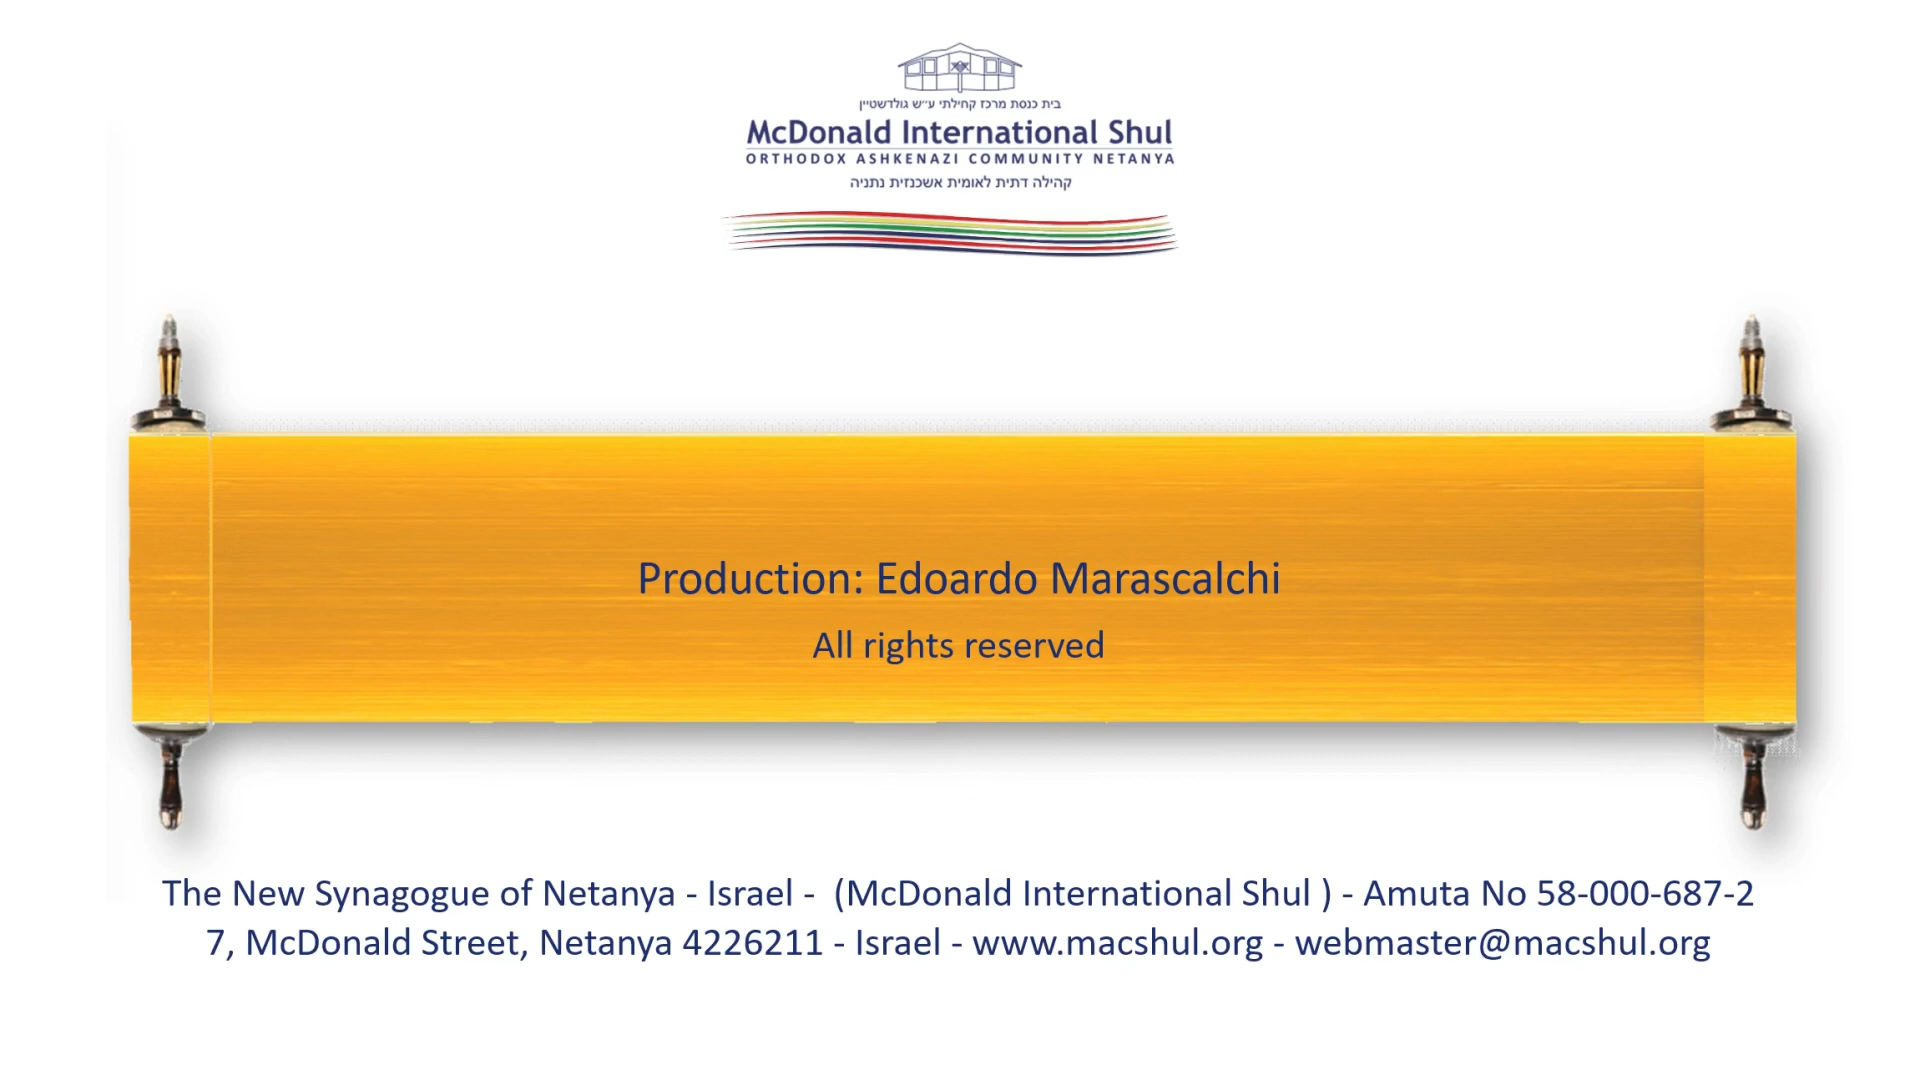 בית כנסת מרכז קהילתי ע״ש גולדשטיין
McDonald International Shul
ORTHODOX ASHKENAZI COMMUNITY NETANYA
קהילה דתית לאומית אשכנזית נתניה
Production: Edoardo Marascalchi
All rights reserved
The New Synagogue of Netanya - Israel - (McDonald International Shul ) - Amuta No 58-000-687-2
7, McDonald Street, Netanya 4226211 - Israel - www.macshul.org - webmaster@macshul.org